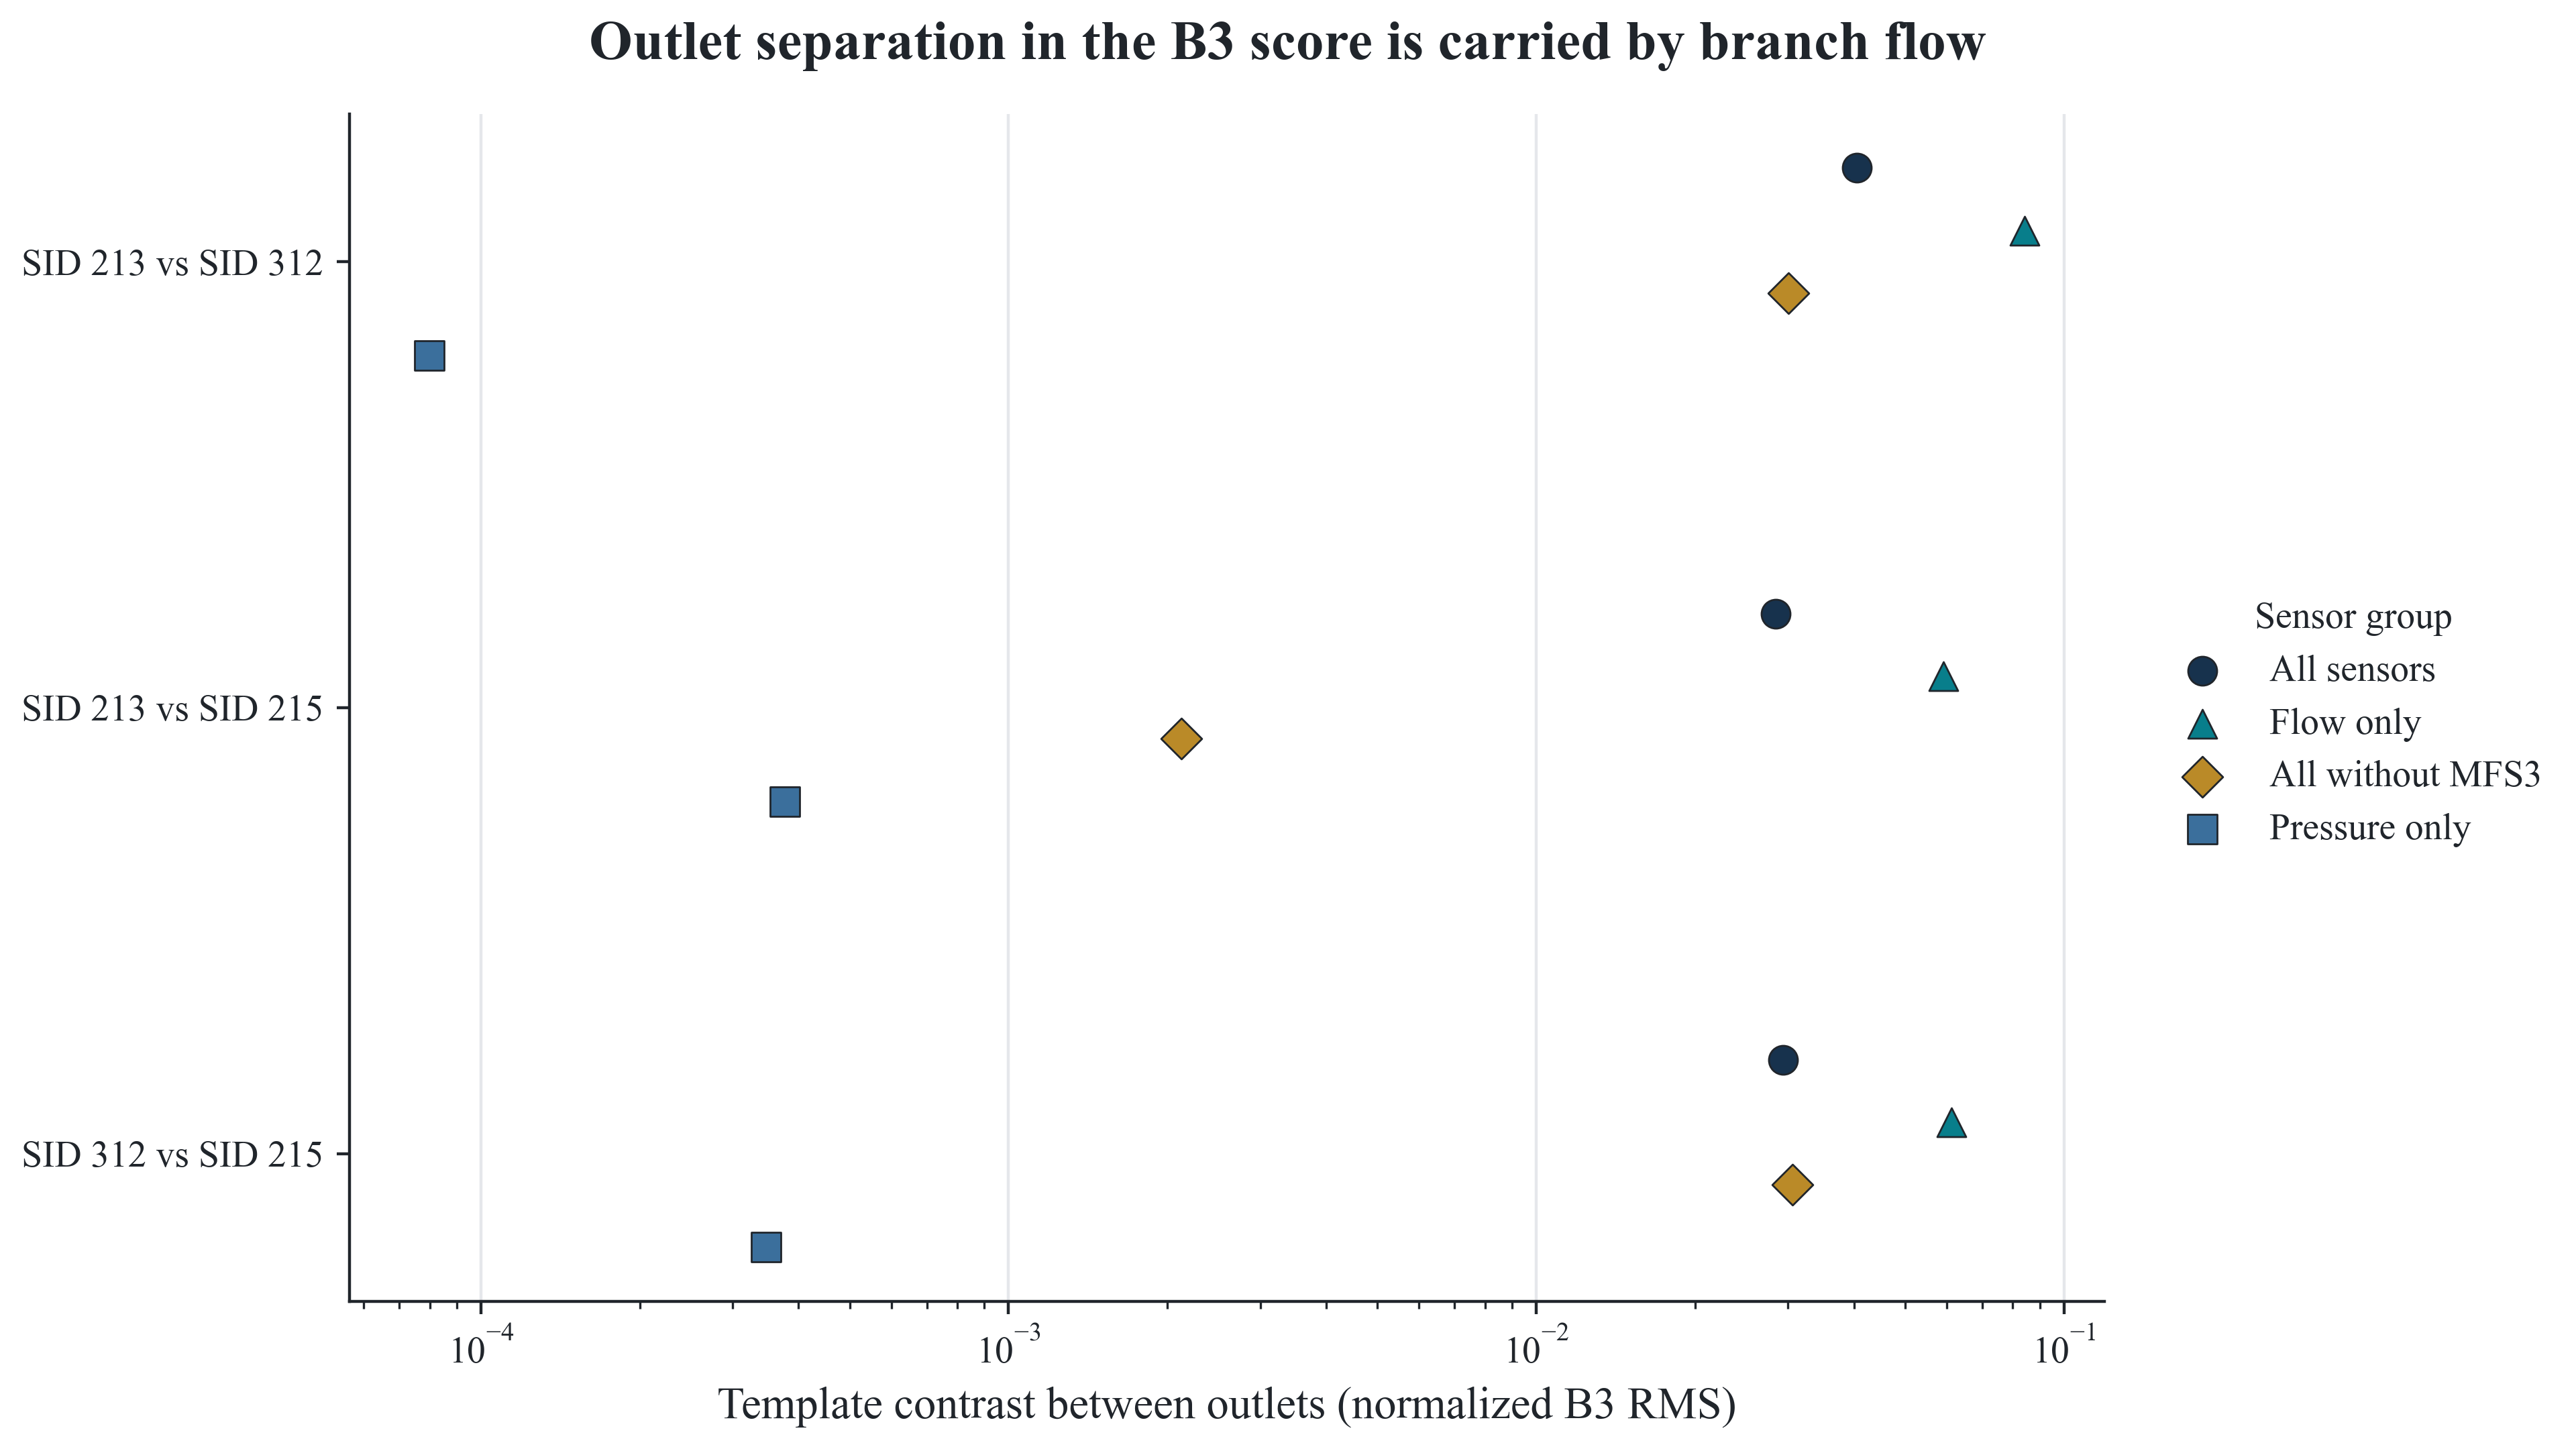 Outlet separation in the B3 score is carried by branch flow
SID 213 vs SID 312
SID 213 vs SID 215
SID 312 vs SID 215
Sensor group
All sensors
Flow only
All without MFS3
Pressure only
10⁻⁴ 10⁻³ 10⁻² 10⁻¹
Template contrast between outlets (normalized B3 RMS)